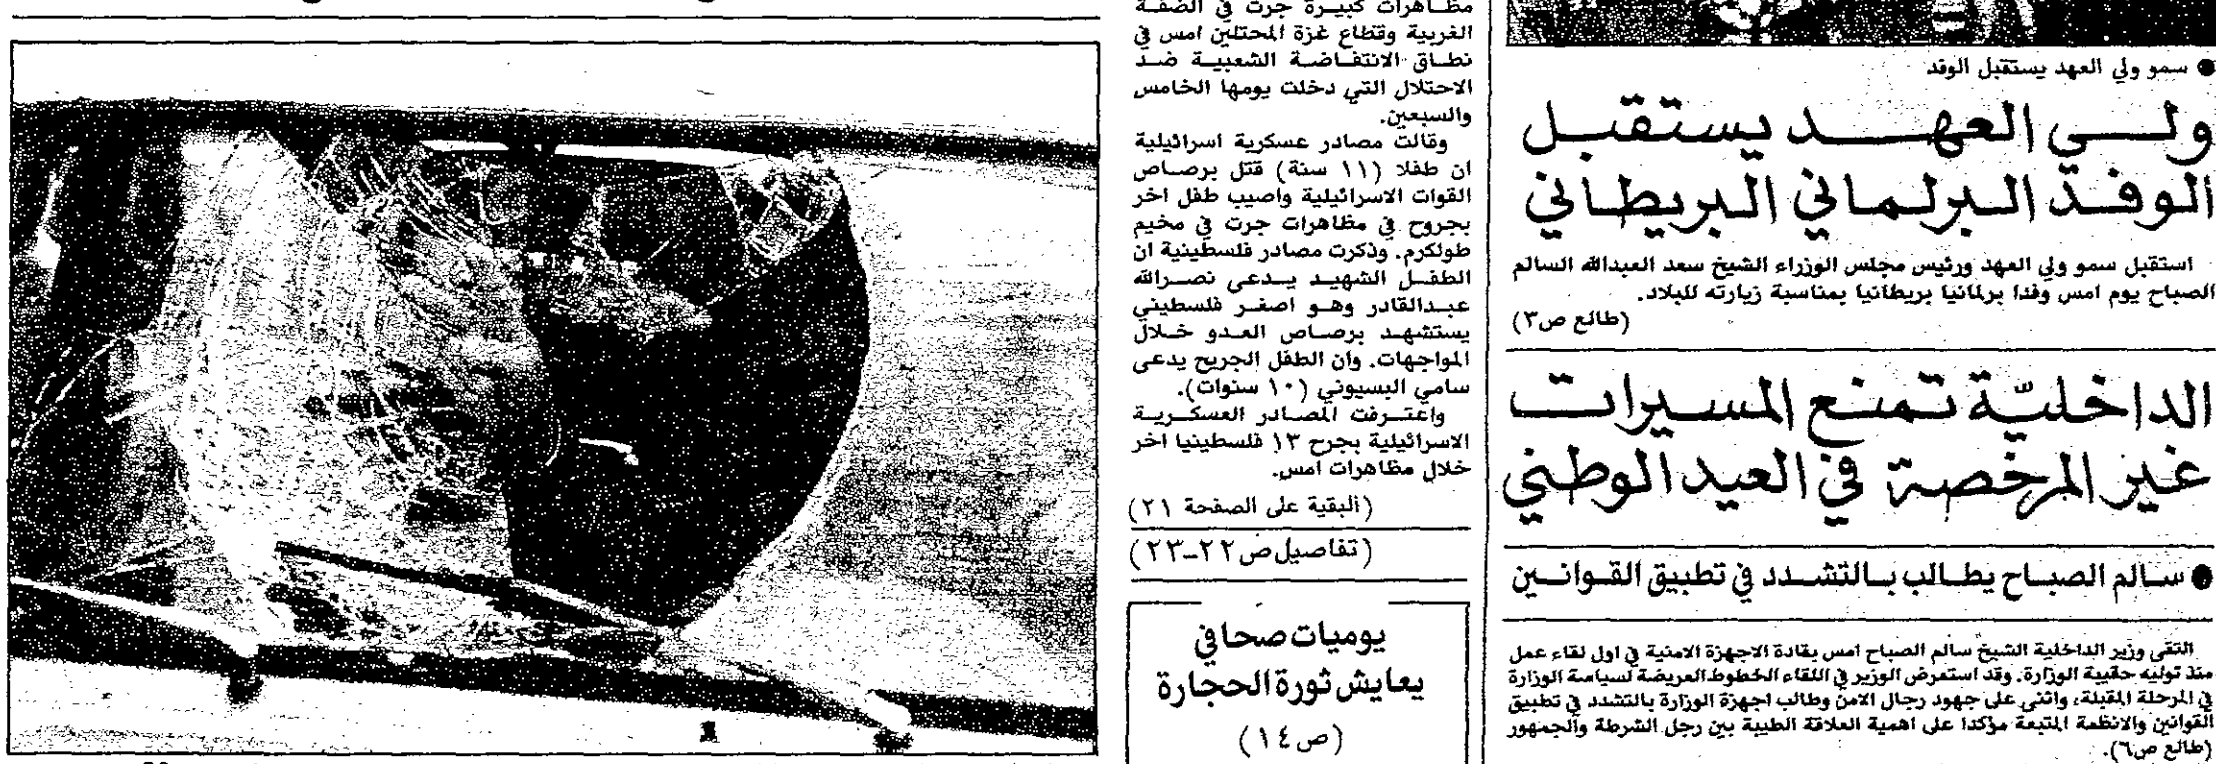 ● سمو ولي العهد يستقبل الوفد
ولي العهد يستقبل
الوفد البرلماني البريطاني
استقبل سمو ولي العهد ورئيس مجلس الوزراء الشيخ سعد العبدالله السالم
الصباح يوم امس وفدا برلمانيا بريطانيا بمناسبة زيارته للبلاد.
(طالع ص٣)
الداخلية تمنع المسيرات
غير المرخصة في العيد الوطني
● سالم الصباح يطالب بالتشدد في تطبيق القوانين
التقى وزير الداخلية الشيخ سالم الصباح امس بقادة الاجهزة الامنية في اول لقاء عمل
منذ توليه حقيبة الوزارة. وقد استعرض الوزير في اللقاء الخطوط العريضة لسياسة الوزارة
في المرحلة المقبلة، واثنى على جهود رجال الامن وطالب اجهزة الوزارة بالتشدد في تطبيق
القوانين والانظمة المتبعة مؤكدا على اهمية العلاقة الطيبة بين رجل الشرطة والجمهور
(طالع ص٦).
مظاهرات كبيرة جرت في الضفة
الغربية وقطاع غزة المحتلين امس في
نطاق الانتفاضة الشعبية ضد
الاحتلال التي دخلت يومها الخامس
والسبعين.
وقالت مصادر عسكرية اسرائيلية
ان طفلا (١١ سنة) قتل برصاص
القوات الاسرائيلية واصيب طفل اخر
بجروح في مظاهرات جرت في مخيم
طولكرم. وذكرت مصادر فلسطينية ان
الطفل الشهيد يدعى نصرالله
عبدالقادر وهو اصغر فلسطيني
يستشهد برصاص العدو خلال
المواجهات. وان الطفل الجريح يدعى
سامي البسيوني (١٠ سنوات).
واعترفت المصادر العسكرية
الاسرائيلية بجرح ١٣ فلسطينيا اخر
خلال مظاهرات امس.
(البقية على الصفحة ٢١)
(تفاصيل ص ٢٢-٢٣)
يوميات صحافي
يعايش ثورة الحجارة
(ص ١٤)